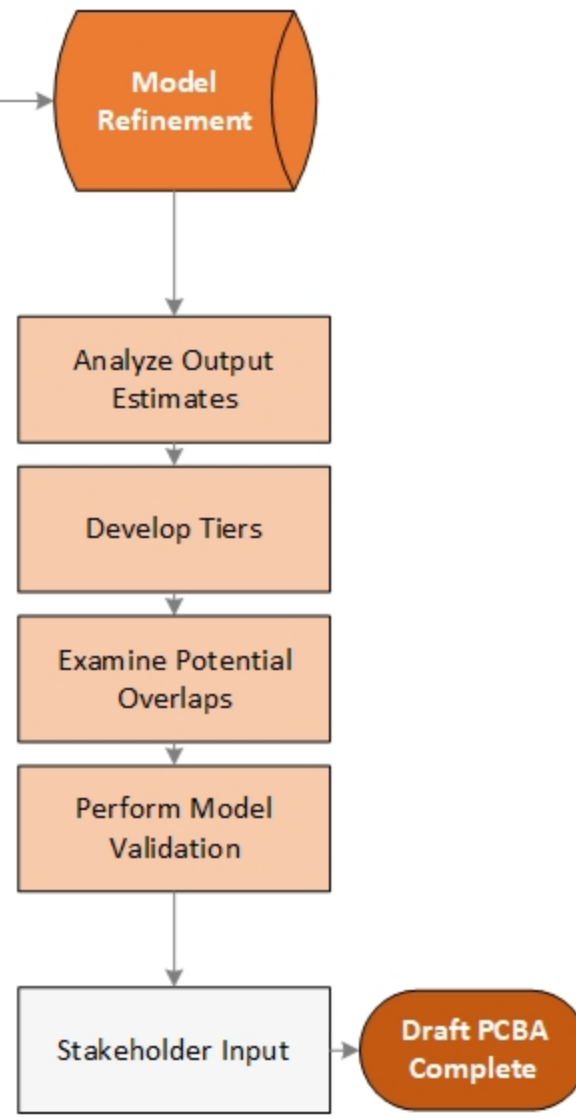 Model
Refinement
Analyze Output
Estimates
Develop Tiers
Examine Potential
Overlaps
Perform Model
Validation
Stakeholder Input
Draft PCBA
Complete